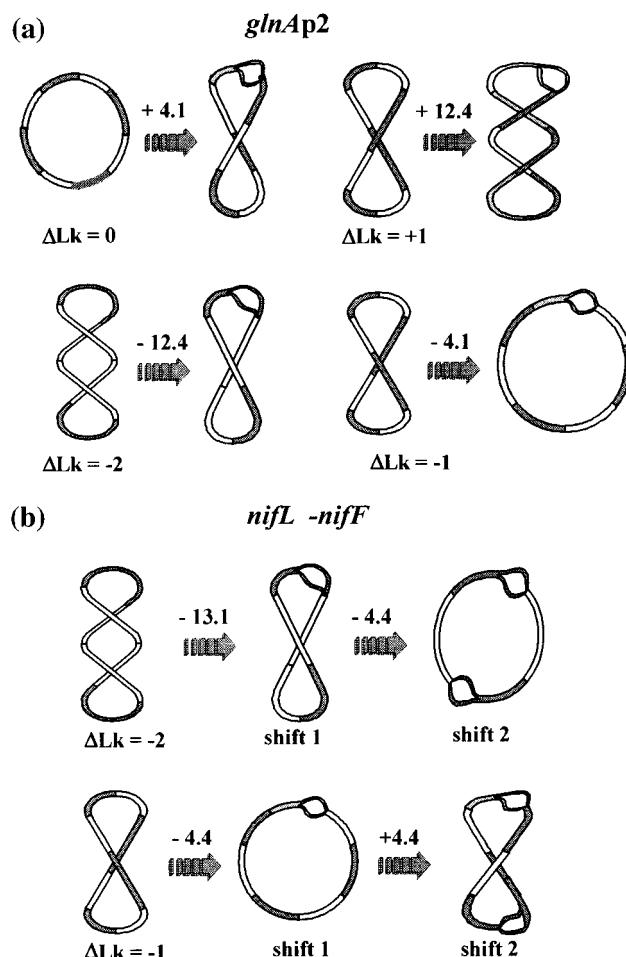 (a) glnAp2
+ 4.1 + 12.4
ΔLk = 0 ΔLk = +1
- 12.4 - 4.1
ΔLk = -2 ΔLk = -1
(b) nifL -nifF
- 13.1 - 4.4
ΔLk = -2 shift 1 shift 2
- 4.4 +4.4
ΔLk = -1 shift 1 shift 2